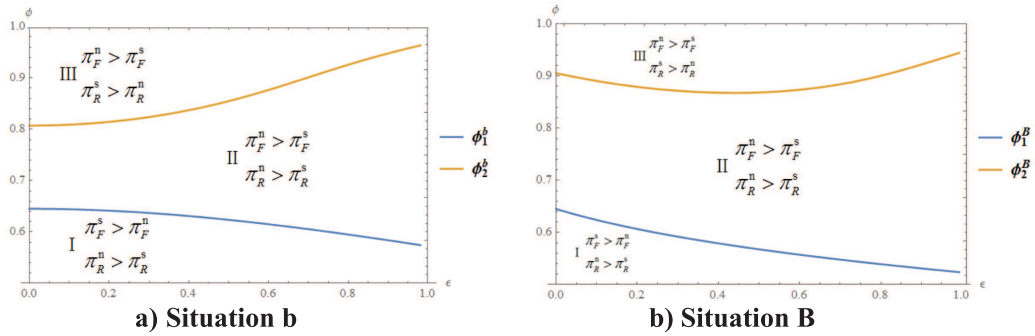 ϕ
1.0
0.9
0.8
0.7
0.6
0.0
0.2
0.4
0.6
0.8
1.0
ϵ
III π_F^n > π_F^s
π_R^s > π_R^n
II π_F^n > π_F^s
π_R^n > π_R^s
I π_F^s > π_F^n
π_R^n > π_R^s
ϕ_1^b
ϕ_2^b
a) Situation b
ϕ
1.0
0.9
0.8
0.7
0.6
0.0
0.2
0.4
0.6
0.8
1.0
ϵ
III π_F^n > π_F^s
π_R^s > π_R^n
II π_F^n > π_F^s
π_R^n > π_R^s
I π_F^s > π_F^n
π_R^n > π_R^s
ϕ_1^B
ϕ_2^B
b) Situation B